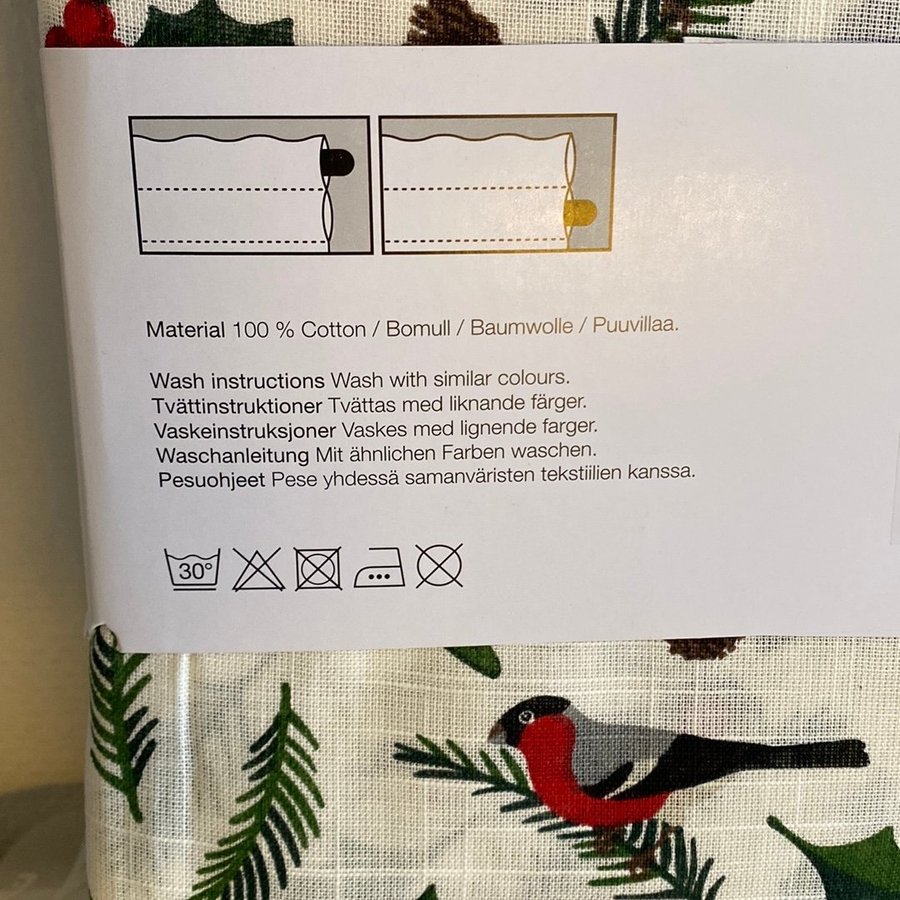 Material 100 % Cotton / Bomull / Baumwolle / Puuvillaa.
Wash instructions Wash with similar colours.
Tvättinstruktioner Tvättas med liknande färger.
Vaskeinstruksjoner Vaskes med lignende farger.
Waschanleitung Mit ähnlichen Farben waschen.
Pesuohjeet Pese yhdessä samanväristen tekstiilien kanssa.
30°